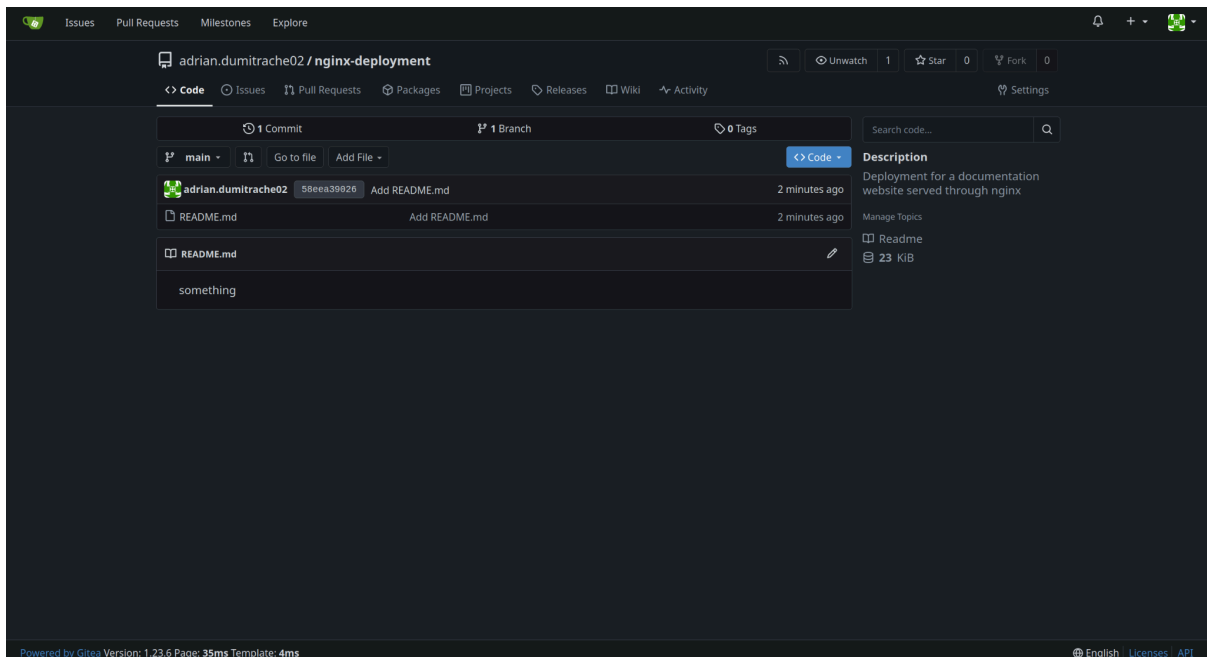 Issues Pull Requests Milestones Explore
adrian.dumitrache02 / nginx-deployment
Unwatch 1 Star 0 Fork 0
Code Issues Pull Requests Packages Projects Releases Wiki Activity Settings
1 Commit 1 Branch 0 Tags
Search code...
main Go to file Add File Code
Description
Deployment for a documentation
website served through nginx
adrian.dumitrache02 58eea39026 Add README.md 2 minutes ago
README.md Add README.md 2 minutes ago
Manage Topics
Readme
23 KiB
README.md
something
Powered by Gitea Version: 1.23.6 Page: 35ms Template: 4ms
English Licenses API